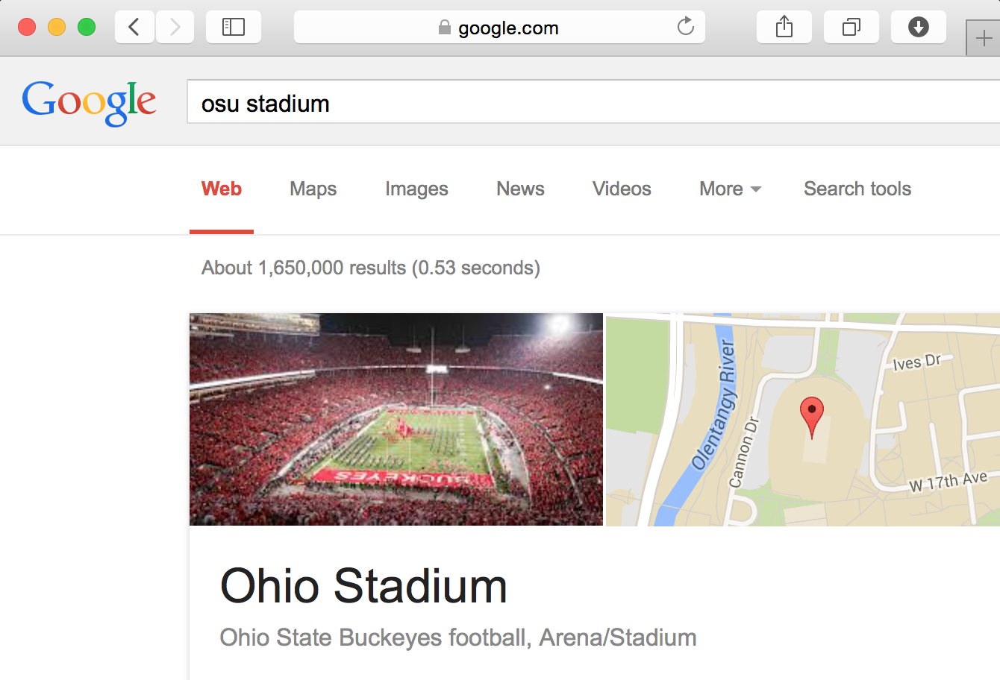 google.com
Google
osu stadium
Web Maps Images News Videos More Search tools
About 1,650,000 results (0.53 seconds)
BUCKEYES
Ives Dr
Olentangy River
Cannon Dr
W 17th Ave
Ohio Stadium
Ohio State Buckeyes football, Arena/Stadium